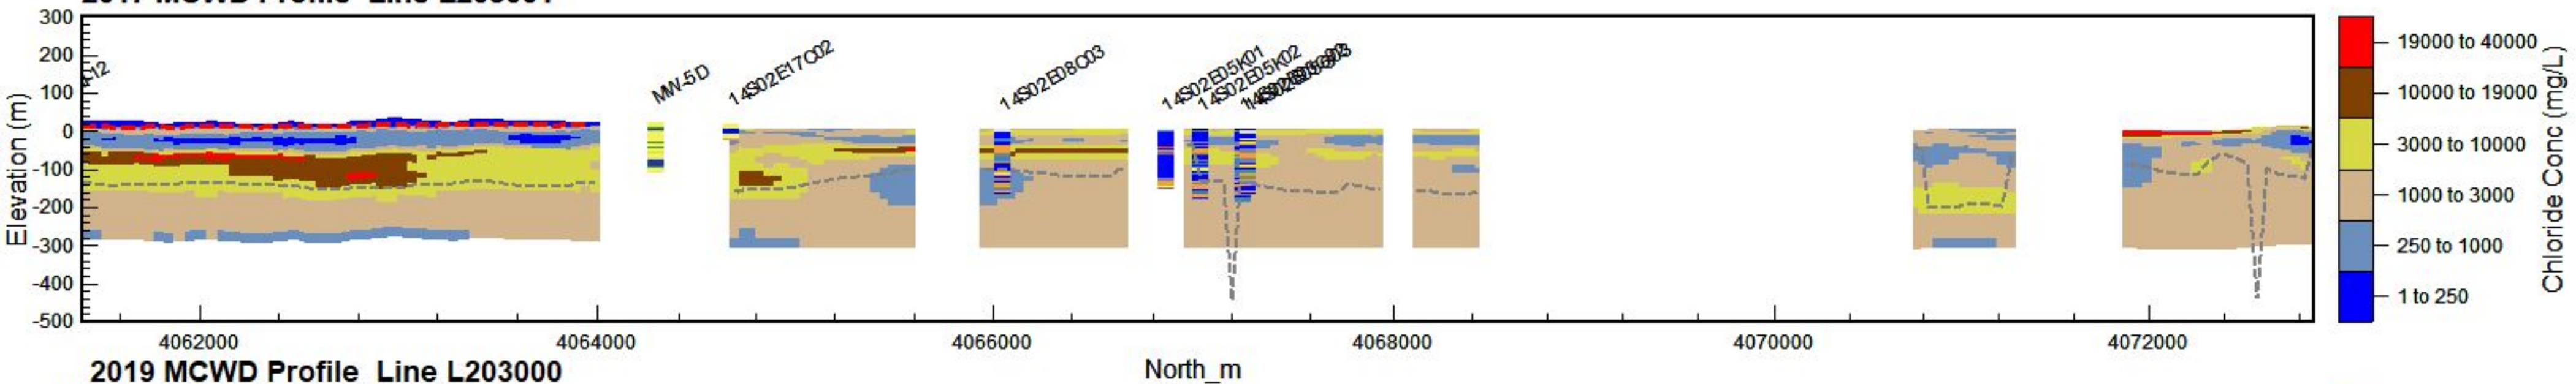 300
200
100
0
-100
-200
-300
-400
-500
Elevation (m)
MW-5D
14S02E17C02
14S02E08C03
14S02E05K01
14S02E05K02
4062000
4064000
4066000
4068000
4070000
4072000
North_m
19000 to 40000
10000 to 19000
3000 to 10000
1000 to 3000
250 to 1000
1 to 250
Chloride Conc (mg/L)
2019 MCWD Profile Line L203000